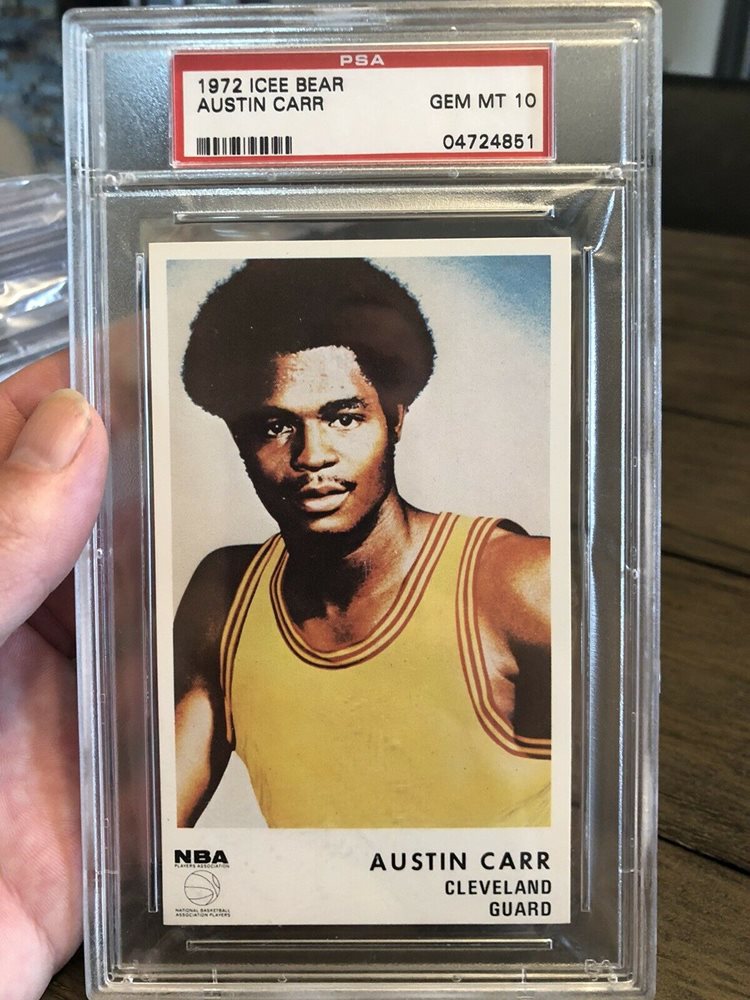 PSA
1972 ICEE BEAR
AUSTIN CARR GEM MT 10
04724851
NBA
PLAYERS ASSOCIATION
NATIONAL BASKETBALL
ASSOCIATION PLAYERS
AUSTIN CARR
CLEVELAND
GUARD